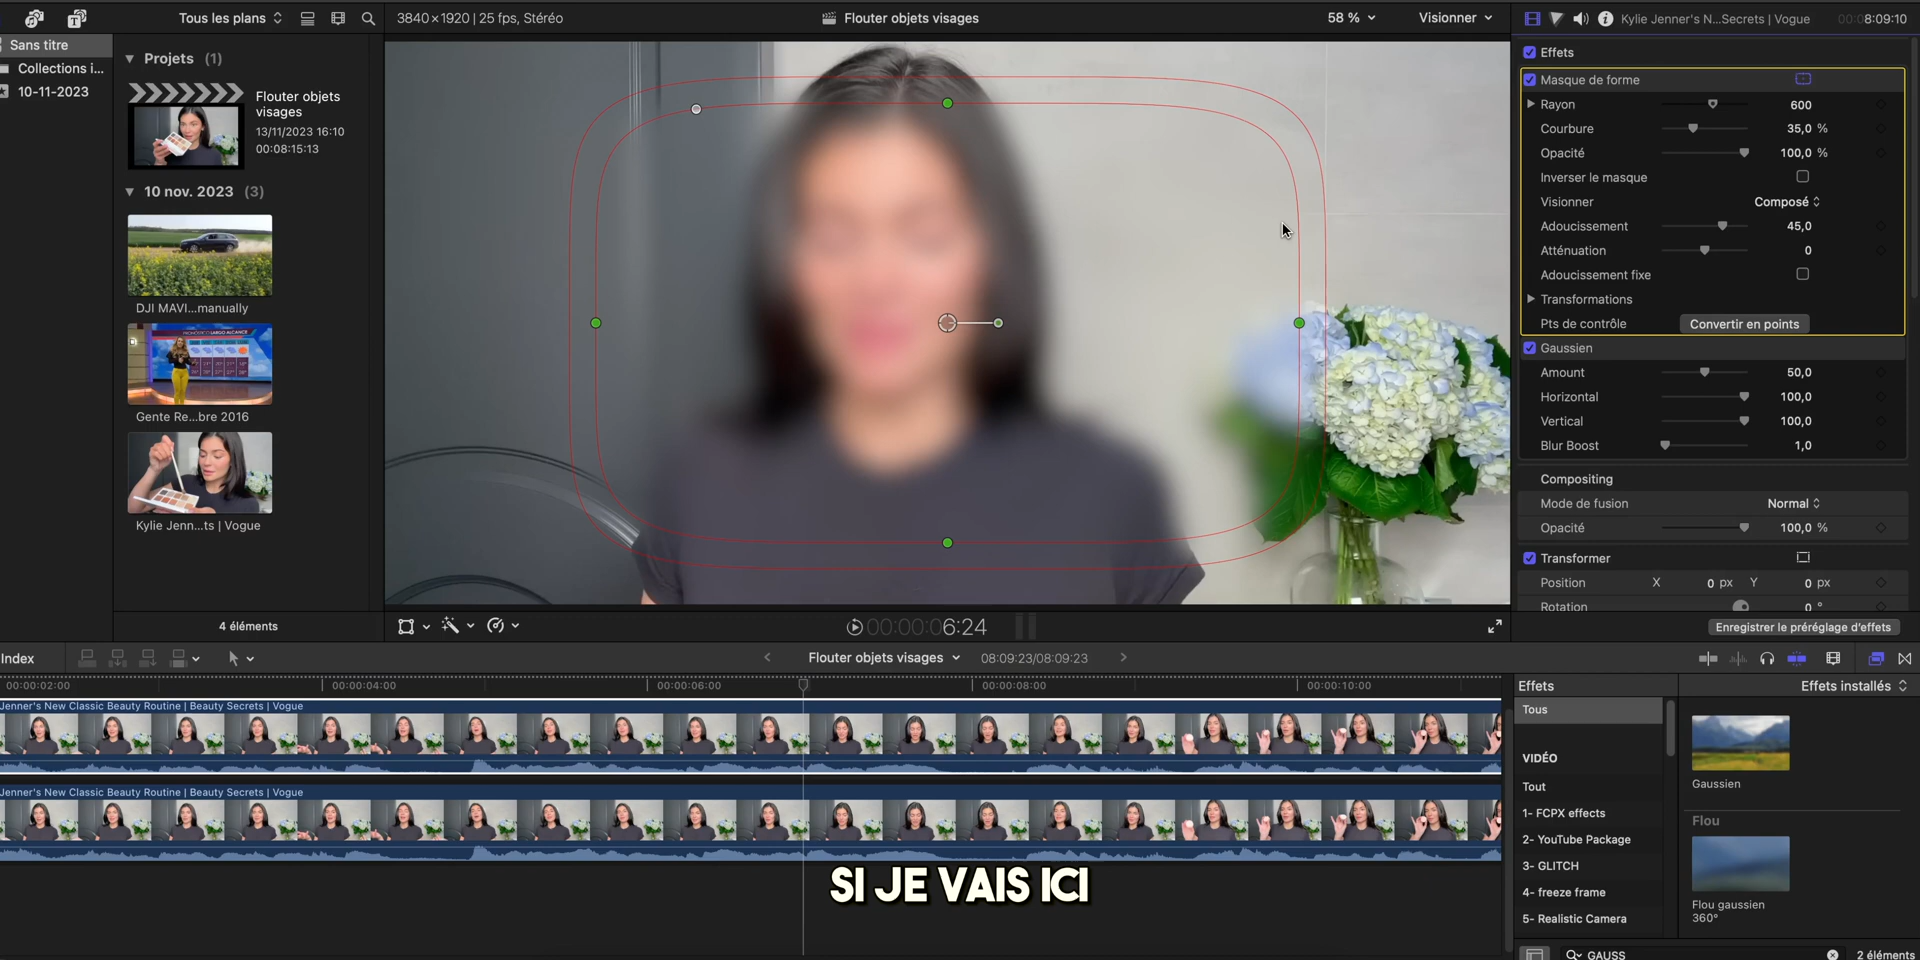 Tous les plans
3840×1920 | 25 fps, Stéréo
Flouter objets visages
58 %
Visionner
Kylie Jenner's N...Secrets | Vogue
00:08:09:10
Sans titre
Collections i...
10-11-2023
Projets (1)
Flouter objets
visages
13/11/2023 16:10
00:08:15:13
10 nov. 2023 (3)
DJI MAVI...manually
Gente Re...bre 2016
Kylie Jenn...ts | Vogue
4 éléments
Effets
Masque de forme
Rayon 600
Courbure 35,0 %
Opacité 100,0 %
Inverser le masque
Visionner Composé
Adoucissement 45,0
Atténuation 0
Adoucissement fixe
Transformations
Pts de contrôle Convertir en points
Gaussien
Amount 50,0
Horizontal 100,0
Vertical 100,0
Blur Boost 1,0
Compositing
Mode de fusion Normal
Opacité 100,0 %
Transformer
Position X 0 px Y 0 px
Rotation 0 °
Enregistrer le préréglage d'effets
00:00:06:24
Index
Flouter objets visages
08:09:23/08:09:23
00:00:02:00
00:00:04:00
00:00:06:00
00:00:08:00
00:00:10:00
Jenner's New Classic Beauty Routine | Beauty Secrets | Vogue
Jenner's New Classic Beauty Routine | Beauty Secrets | Vogue
SI JE VAIS ICI
Effets
Effets installés
Tous
VIDÉO
Tout
1- FCPX effects
2- YouTube Package
3- GLITCH
4- freeze frame
5- Realistic Camera
Gaussien
Flou
Flou gaussien
360°
GAUSS
2 éléments